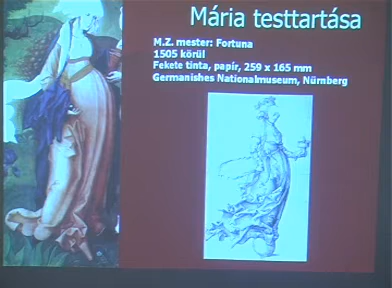 Mária testtartása
M.Z. mester: Fortuna
1505 körül
Fekete tinta, papír, 259 x 165 mm
Germanishes Nationalmuseum, Nürnberg